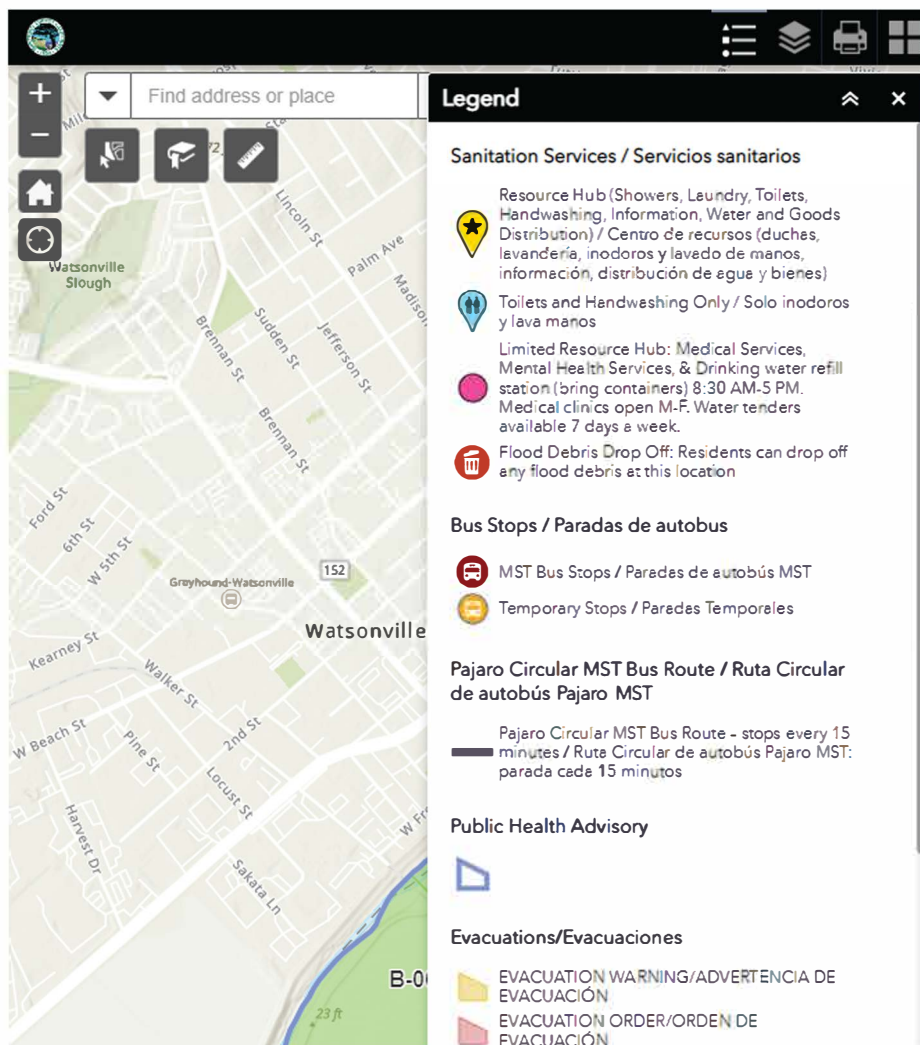 Find address or place
Legend
Sanitation Services / Servicios sanitarios
Resource Hub (Showers, Laundry, Toilets,
Handwashing, Information, Water and Goods
Distribution) / Centro de recursos (duchas,
lavandería, inodoros y lavado de manos,
información, distribución de agua y bienes)
Toilets and Handwashing Only / Solo inodoros
y lava manos
Limited Resource Hub: Medical Services,
Mental Health Services, & Drinking water refill
station (bring containers) 8:30 AM-5 PM.
Medical clinics open M-F. Water tenders
available 7 days a week.
Flood Debris Drop Off: Residents can drop off
any flood debris at this location
Bus Stops / Paradas de autobus
MST Bus Stops / Paradas de autobús MST
Temporary Stops / Paradas Temporales
Pajaro Circular MST Bus Route / Ruta Circular
de autobús Pajaro MST
Pajaro Circular MST Bus Route - stops every 15
minutes / Ruta Circular de autobús Pajaro MST:
parada cada 15 minutos
Public Health Advisory
Evacuations/Evacuaciones
EVACUATION WARNING/ADVERTENCIA DE
EVACUACIÓN
EVACUATION ORDER/ORDEN DE
EVACUACIÓN
Lincoln St
Palm Ave
Madison
Watsonville
Slough
Brennan St
Sudden St
Jefferson St
Brennan St
Ford St
6th St
W 5th St
152
Greyhound-Watsonville
Watsonville
Kearney St
Walker St
W Beach St
Pine St
2nd St
Locust St
Harvest Dr
Sakata Ln
23 ft